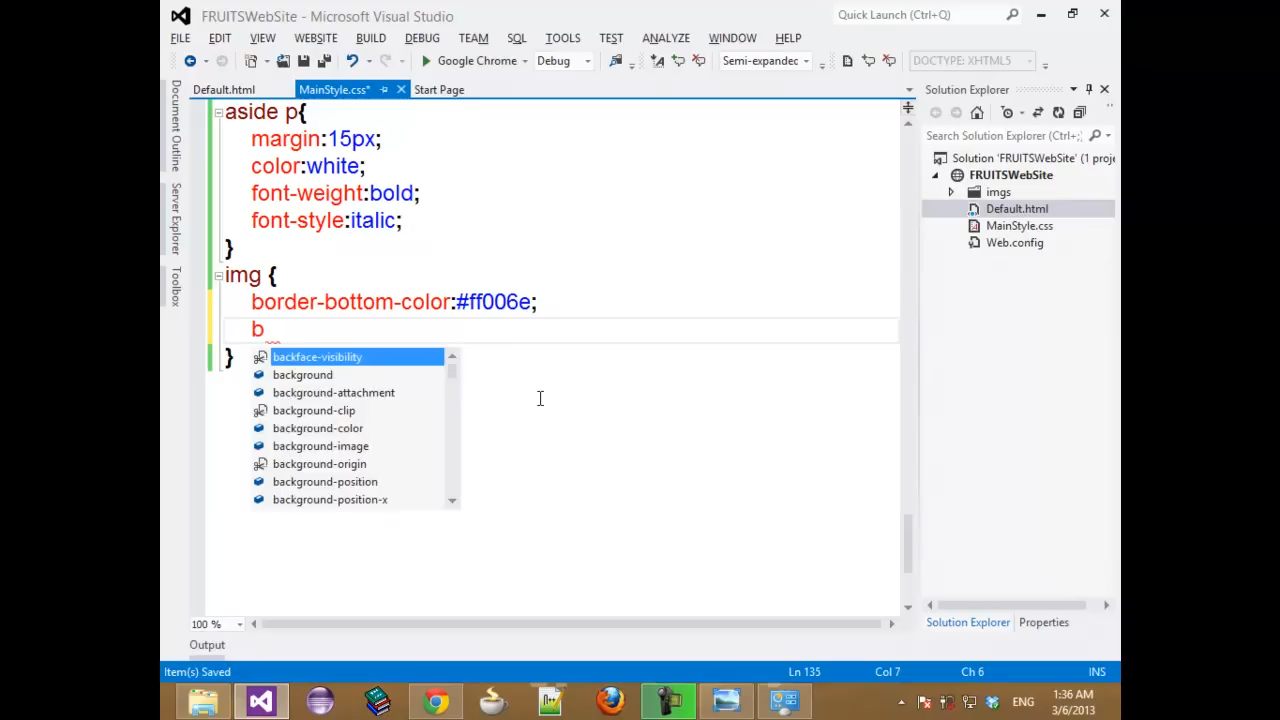 FRUITSWebSite - Microsoft Visual Studio
Quick Launch (Ctrl+Q)
FILE EDIT VIEW WEBSITE BUILD DEBUG TEAM SQL TOOLS TEST ANALYZE WINDOW HELP
Google Chrome Debug Semi-expanded DOCTYPE: XHTML5
Default.html MainStyle.css* Start Page
Document Outline
Server Explorer
Toolbox
aside p{
margin:15px;
color:white;
font-weight:bold;
font-style:italic;
}
img {
border-bottom-color:#ff006e;
b
}
backface-visibility
background
background-attachment
background-clip
background-color
background-image
background-origin
background-position
background-position-x
100 %
Solution Explorer
Search Solution Explorer (Ctrl+;)
Solution 'FRUITSWebSite' (1 proje
FRUITSWebSite
imgs
Default.html
MainStyle.css
Web.config
Solution Explorer Properties
Output
Item(s) Saved Ln 135 Col 7 Ch 6 INS
ENG
1:36 AM
3/6/2013